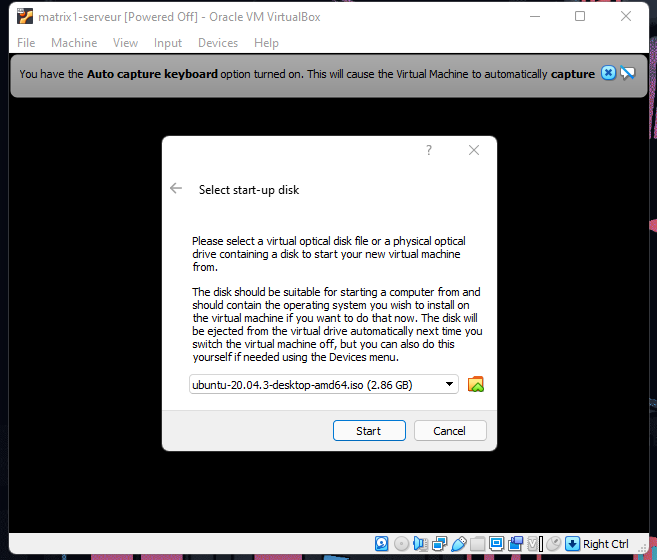 matrix1-serveur [Powered Off] - Oracle VM VirtualBox
File Machine View Input Devices Help
You have the Auto capture keyboard option turned on. This will cause the Virtual Machine to automatically capture
?
Select start-up disk
Please select a virtual optical disk file or a physical optical
drive containing a disk to start your new virtual machine
from.
The disk should be suitable for starting a computer from and
should contain the operating system you wish to install on
the virtual machine if you want to do that now. The disk will
be ejected from the virtual drive automatically next time you
switch the virtual machine off, but you can also do this
yourself if needed using the Devices menu.
ubuntu-20.04.3-desktop-amd64.iso (2.86 GB)
Start Cancel
Right Ctrl